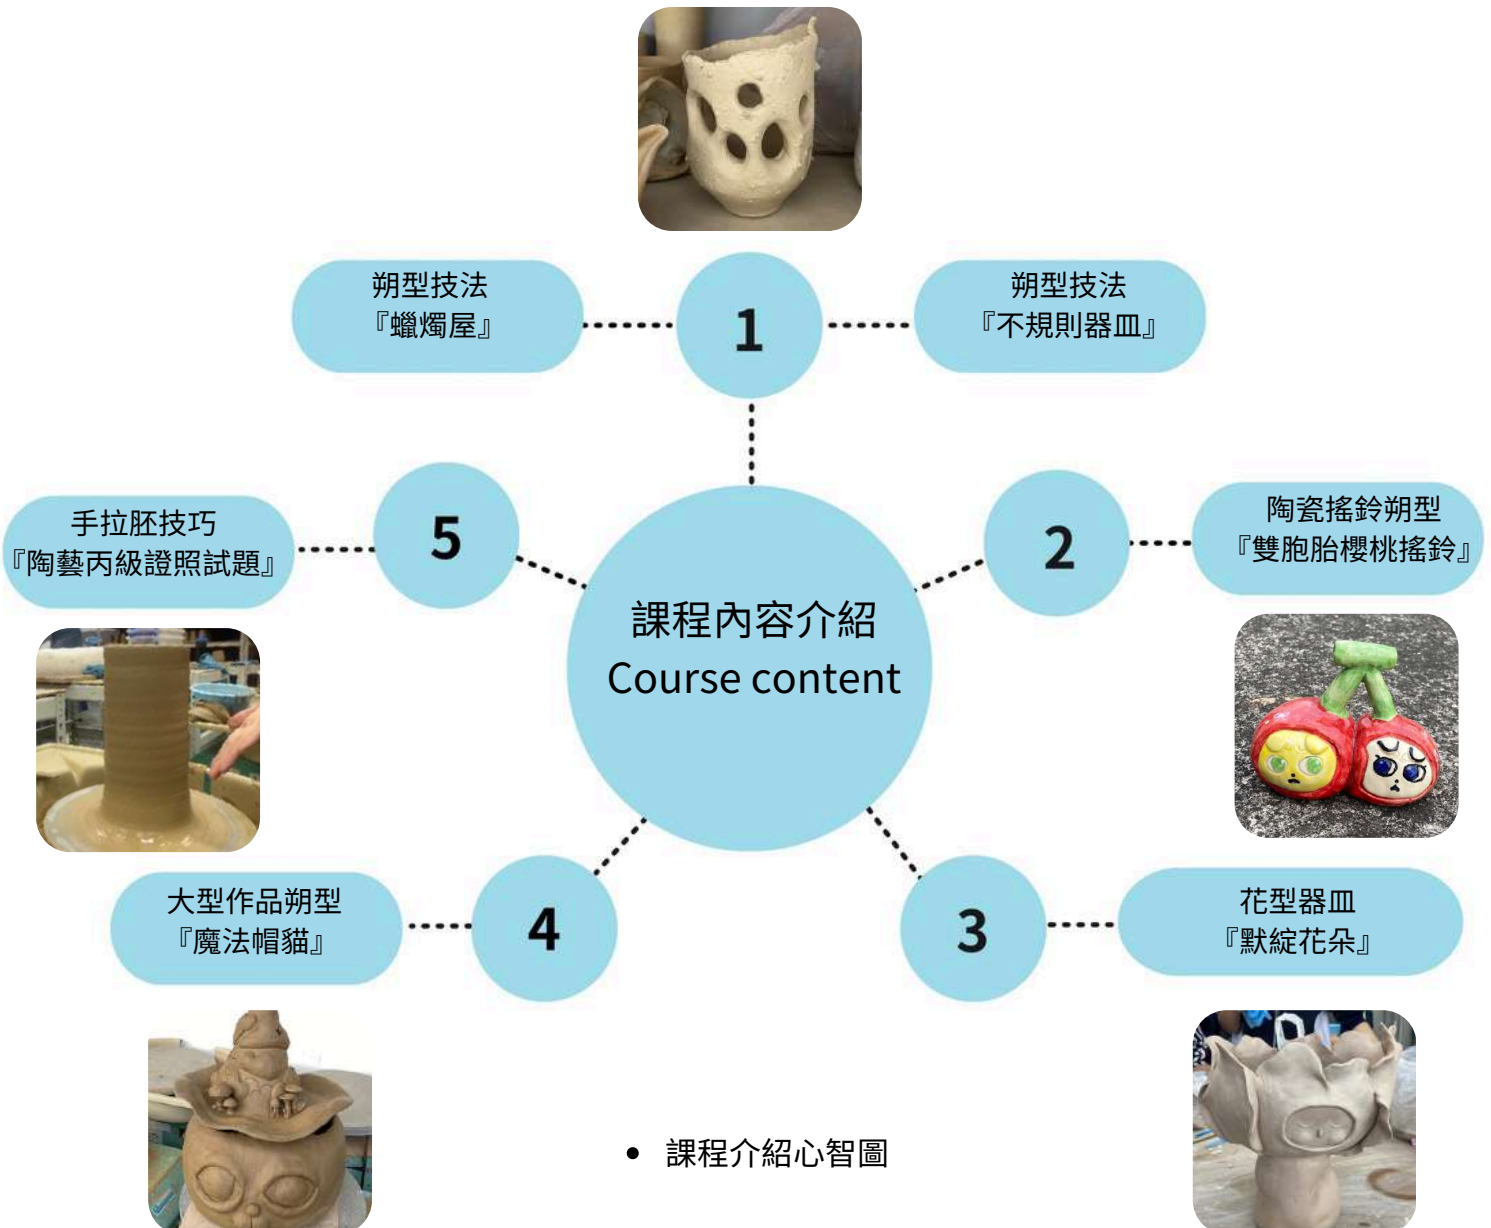 朔型技法
『蠟燭屋』
1
朔型技法
『不規則器皿』
手拉胚技巧
『陶藝丙級證照試題』
5
2
陶瓷搖鈴朔型
『雙胞胎櫻桃搖鈴』
課程內容介紹
Course content
大型作品朔型
『魔法帽貓』
4
3
花型器皿
『默綻花朵』
• 課程介紹心智圖